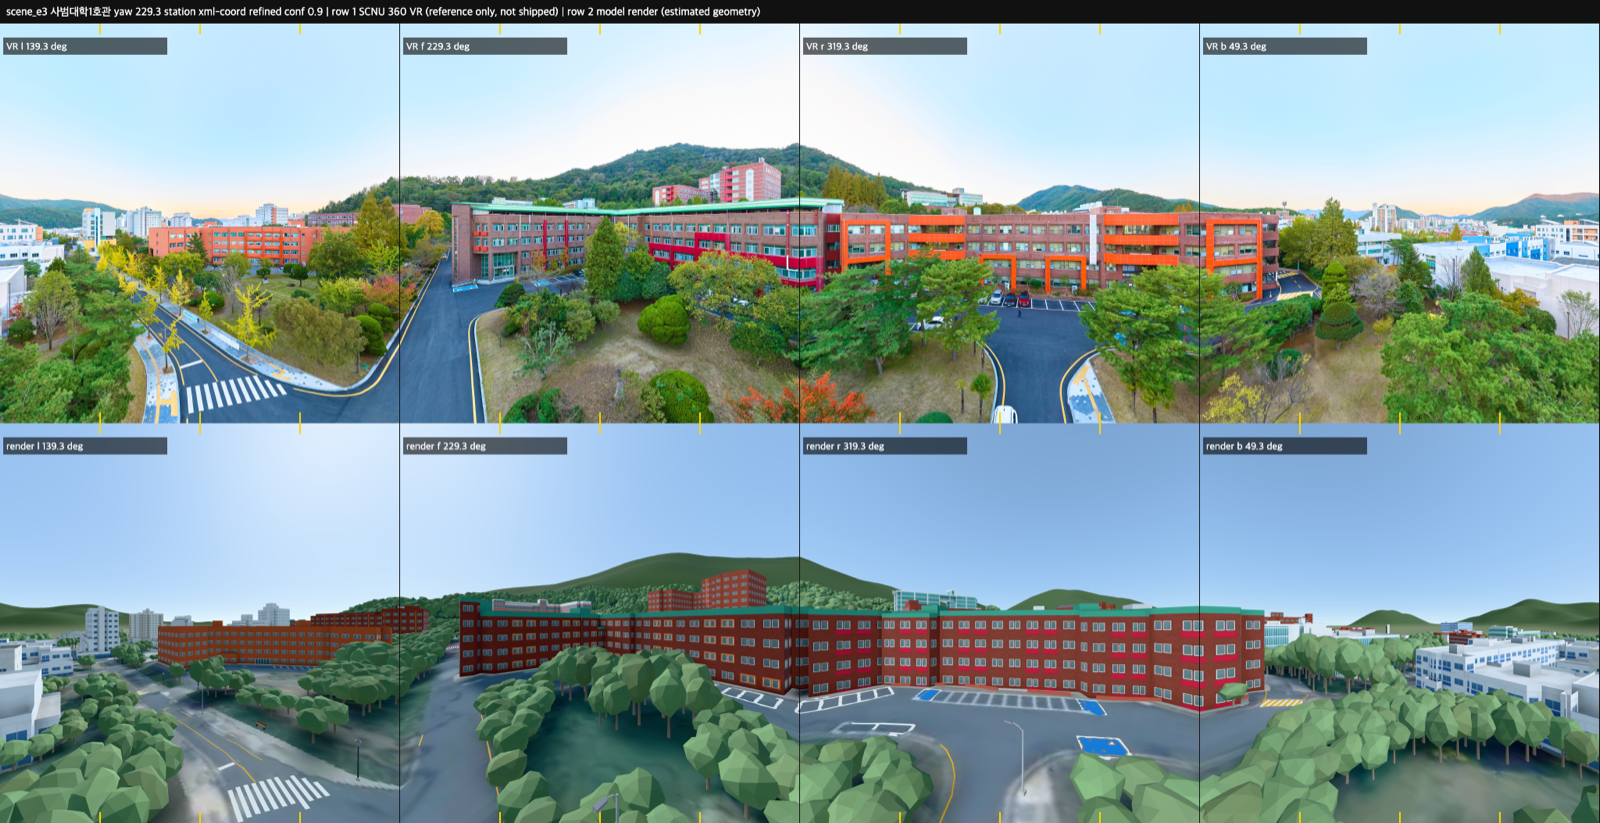 scene_e3 사범대학1호관 yaw 229.3 station xml-coord refined conf 0.9 | row 1 SCNU 360 VR (reference only, not shipped) | row 2 model render (estimated geometry)
VR l 139.3 deg
VR f 229.3 deg
VR r 319.3 deg
VR b 49.3 deg
render l 139.3 deg
render f 229.3 deg
render r 319.3 deg
render b 49.3 deg